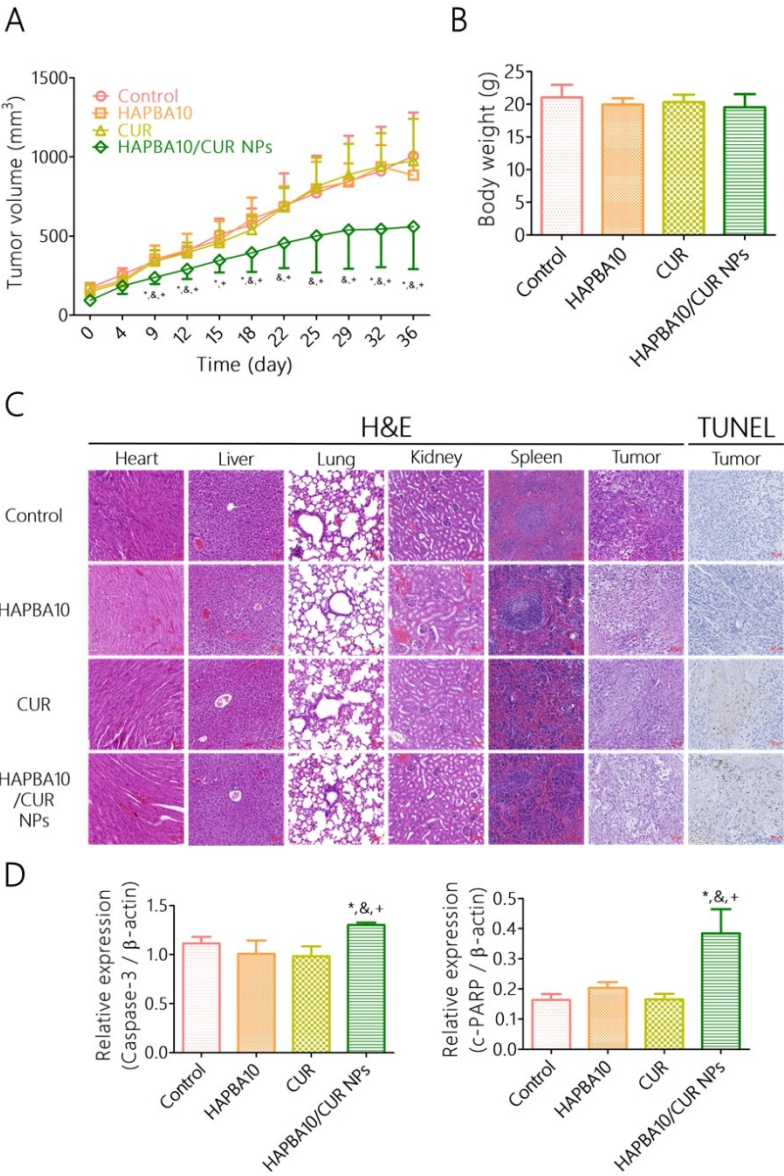 A
Tumor volume (mm³)
1500
1000
500
0
Control
HAPBA10
CUR
HAPBA10/CUR NPs
*,&,+
*,&,+
*,+
*,&,+
&,+
&,+
&,+
*,&,+
*,&,+
0 4 9 12 15 18 22 25 29 32 36
Time (day)
B
Body weight (g)
25
20
15
10
5
0
Control
HAPBA10
CUR
HAPBA10/CUR NPs
C
H&E TUNEL
Heart Liver Lung Kidney Spleen Tumor Tumor
Control
HAPBA10
CUR
HAPBA10
/CUR
NPs
D
Relative expression
(Caspase-3 / β-actin)
1.5
1.0
0.5
0.0
*,&,+
Control
HAPBA10
CUR
HAPBA10/CUR NPs
Relative expression
(c-PARP / β-actin)
0.5
0.4
0.3
0.2
0.1
0.0
*,&,+
Control
HAPBA10
CUR
HAPBA10/CUR NPs